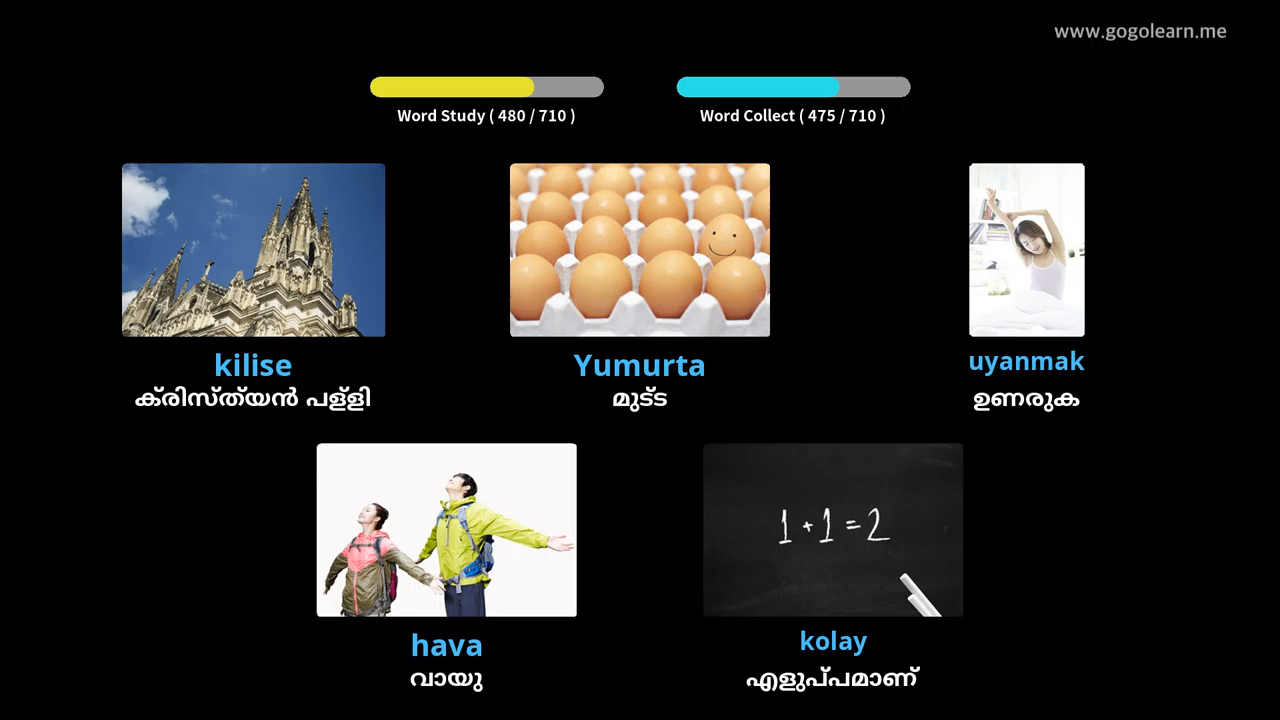 www.gogolearn.me
Word Study ( 480 / 710 )
Word Collect ( 475 / 710 )
kilise
ക്രിസ്ത്യൻ പള്ളി
Yumurta
മുട്ട
uyanmak
ഉണരുക
hava
വായു
kolay
എളുപ്പമാണ്
1 + 1 = 2